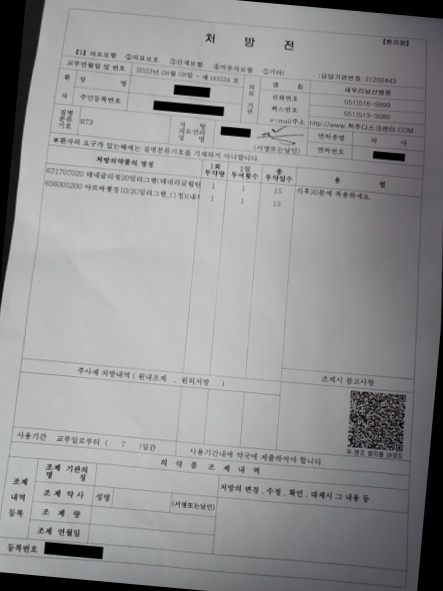 처 방 전
【환자용】
【1】의료보험 ②의료보호 ③산재보험 ④자동차보험 ⑤기타( ) 요양기관번호: 21202443
교부연월일 및 번호 2023년 08월 09일 - 제 00034 호
환 자
성 명
주민등록번호
의료기관
명 칭 새우리남산병원
전화번호 051)516-9999
팩스번호 051)513-3980
e-mail주소 http://www.척추디스크센터.COM
질병분류기호 R73
처 방 의료인의 성 명
(서명또는날인)
면허종별 의 사
면허번호
※환자의 요구가 있는때에는 질병분류기호를 기재하지 아니합니다.
처방의약품의 명칭 1회 투약량 1일 투여횟수 총 투약일수 용 법
671707020 테네글리정20밀리그램(테네리글립틴 1 1 15 식후30분에 복용하세요.
656005200 아르바젯정10/20밀리그램_(1정)(내복 1 1 15
주사제 처방내역 ( 원내조제 , 원외처방 ) 조제시 참고사항
사용기간 교부일로부터 ( 7 )일간 사용기간내에 약국에 제출하여야 합니다.
의 약 품 조 제 내 역
조제 내역 등록
조제 기관의 명 칭
조제 약사 성명 (서명또는날인)
조 제 량
조제 연월일
처방의 변경 , 수정 , 확인 , 대체시 그 내용 등
등록번호